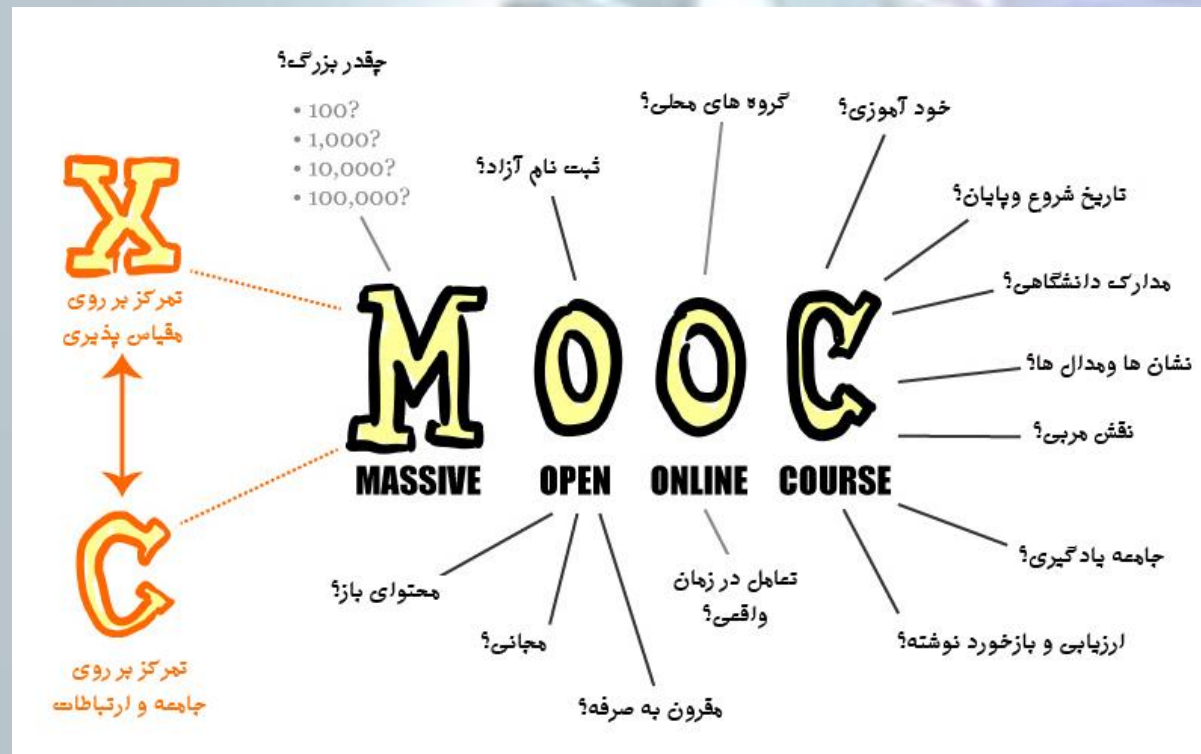 چقدر بزرگ؟
• 100?
• 1,000?
• 10,000?
• 100,000?
گروه های محلی؟
خود آموزی؟
ثبت نام آزاد؟
تاریخ شروع وپایان؟
مدارک دانشگاهی؟
نشان ها ومدال ها؟
نقش مربی؟
X
تمرکز بر روی
مقیاس پذیری
MOOC
MASSIVE OPEN ONLINE COURSE
C
تمرکز بر روی
جامعه و ارتباطات
محتوای باز؟
مجانی؟
مقرون به صرفه؟
تعامل در زمان
واقعی؟
جامعه یادگیری؟
ارزیابی و بازخورد نوشته؟